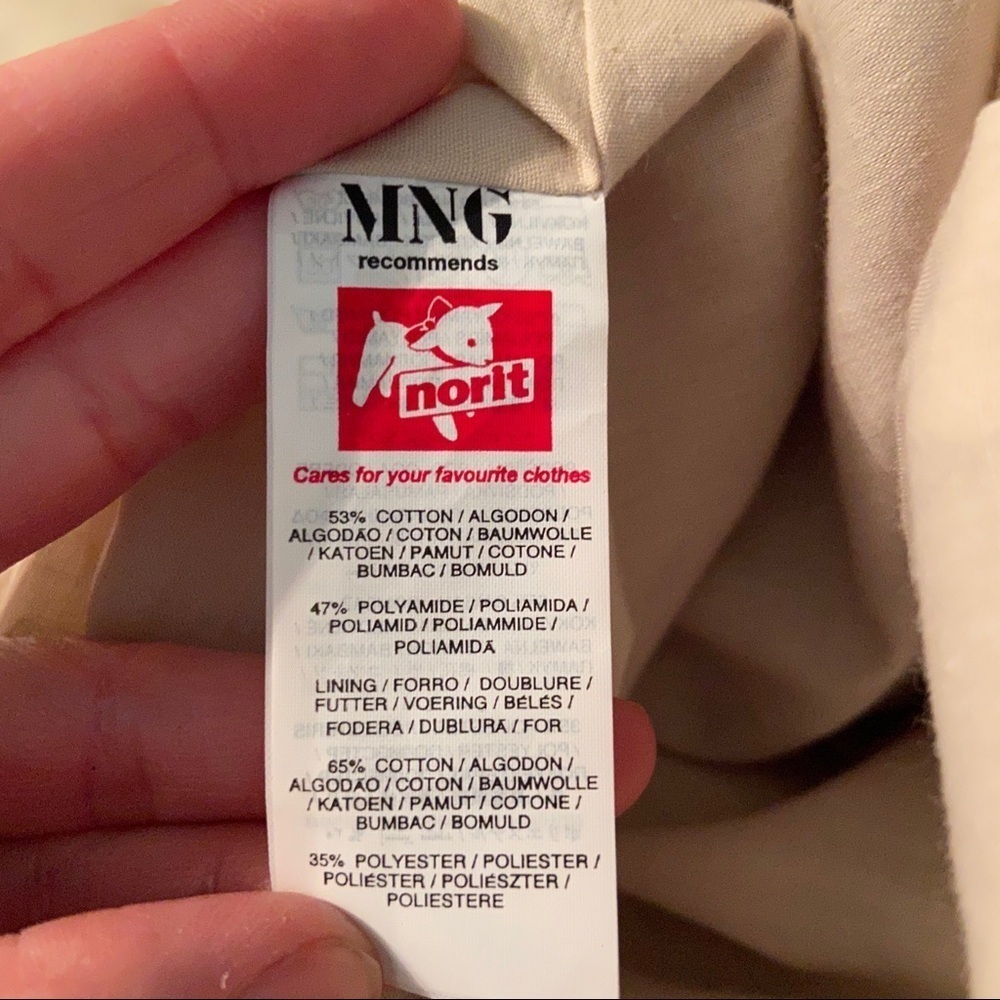 MNG
recommends
norit
Cares for your favourite clothes
53% COTTON / ALGODON /
ALGODÃO / COTON / BAUMWOLLE
/ KATOEN / PAMUT / COTONE /
BUMBAC / BOMULD
47% POLYAMIDE / POLIAMIDA /
POLIAMID / POLIAMMIDE /
POLIAMIDĂ
LINING / FORRO / DOUBLURE /
FUTTER / VOERING / BÉLÉS /
FODERA / DUBLURĂ / FOR
65% COTTON / ALGODON /
ALGODÃO / COTON / BAUMWOLLE
/ KATOEN / PAMUT / COTONE /
BUMBAC / BOMULD
35% POLYESTER / POLIESTER /
POLIÉSTER / POLIÉSZTER /
POLIESTERE